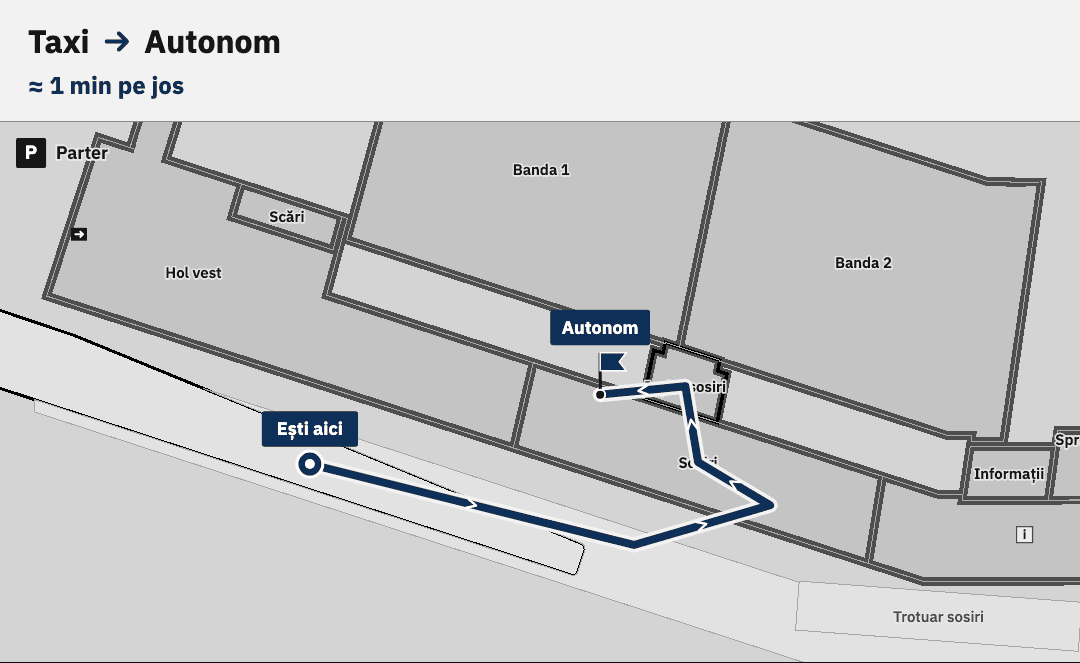 Taxi → Autonom
≈ 1 min pe jos
P Parter
Banda 1
Scări
Banda 2
Hol vest
Autonom
sosiri
Ești aici
Informații
i
Trotuar sosiri